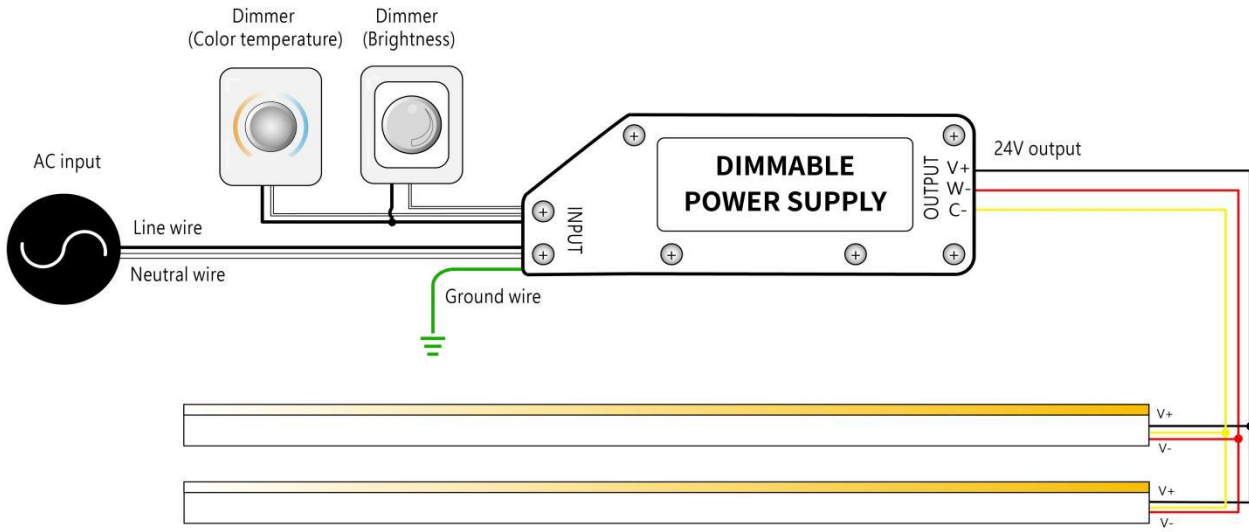 Dimmer
(Color temperature)
Dimmer
(Brightness)
AC input
Line wire
Neutral wire
Ground wire
INPUT
DIMMABLE
POWER SUPPLY
OUTPUT
V+
W-
C-
24V output
V+
V-
V+
V-